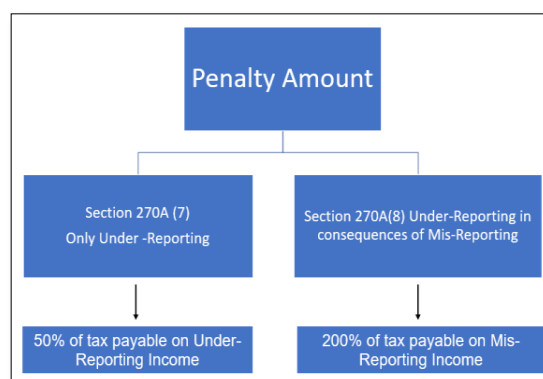 Penalty Amount
Section 270A (7)
Only Under -Reporting
Section 270A(8) Under-Reporting in
consequences of Mis-Reporting
50% of tax payable on Under-
Reporting Income
200% of tax payable on Mis-
Reporting Income